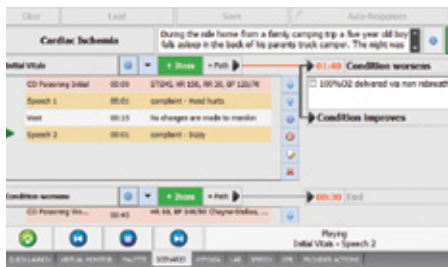 Clear Load Save Auto-Responses
Cardiac Ischemia
During the ride home from a family camping trip a five year old boy
falls asleep in the back of his parents truck camper. The night was
Initial Vitals + Item + Path 01:40 Condition worsens
CO Poisoning Initial 00:00
100%O2 delivered via non rebreath
Speech 1 00:01 complaint - Head hurts
Wait 00:15 No changes are made to monitor
Condition improves
Speech 2 00:01 complaint - Dizzy
Condition worsens + Item + Path 00:30 End
CO Poisoning Wo... 00:45
Playing
Initial Vitals - Speech 2
QUICK LAUNCH VIRTUAL MONITOR PALETTE SCENARIO HYPOXIA LAB SPEECH CPR PROVIDER ACTIONS